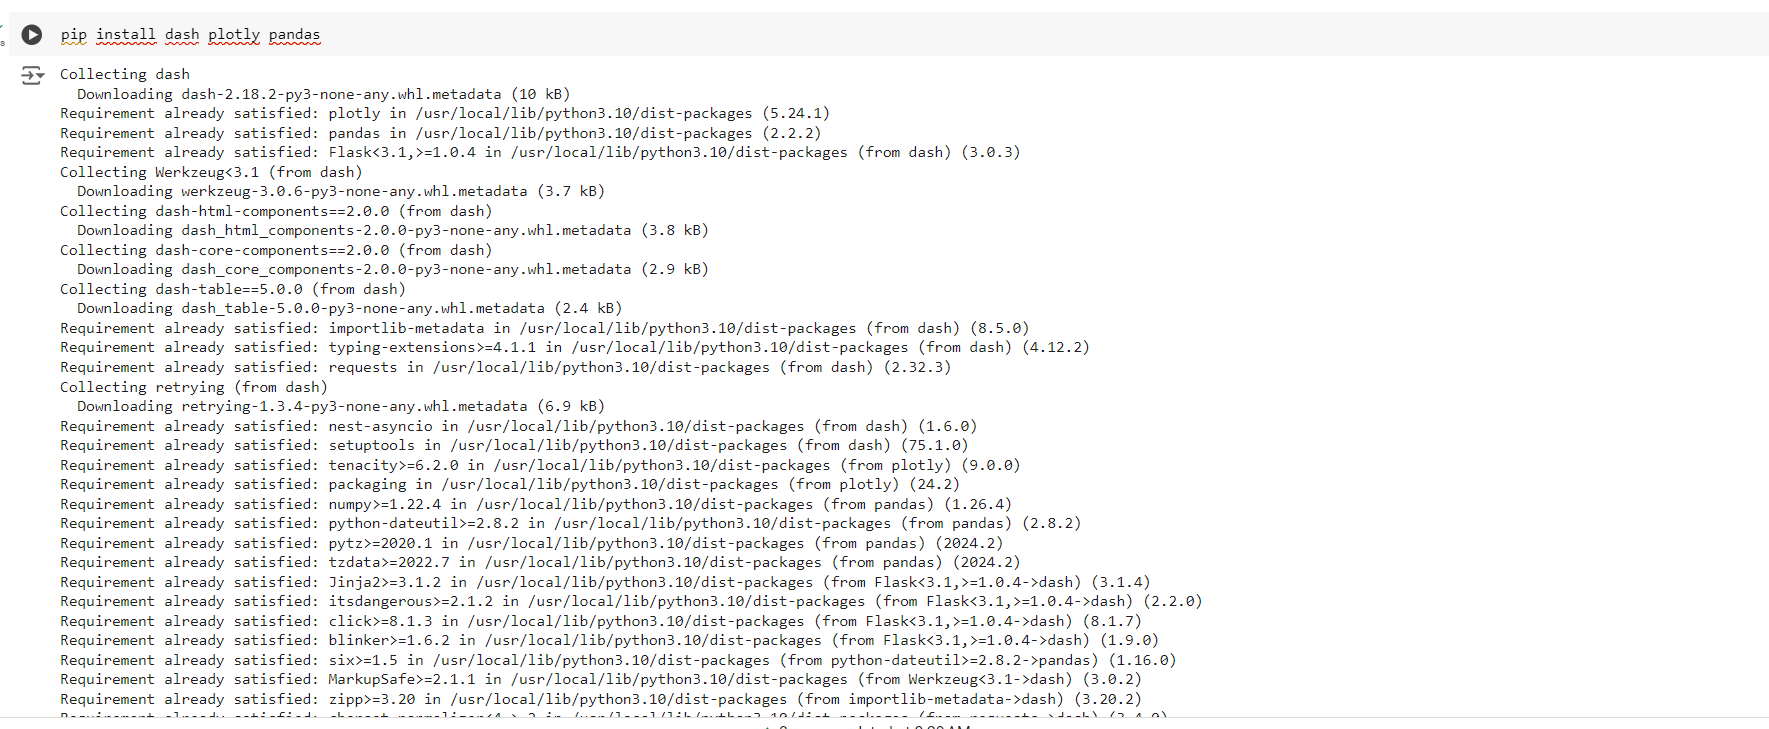 pip install dash plotly pandas
Collecting dash
Downloading dash-2.18.2-py3-none-any.whl.metadata (10 kB)
Requirement already satisfied: plotly in /usr/local/lib/python3.10/dist-packages (5.24.1)
Requirement already satisfied: pandas in /usr/local/lib/python3.10/dist-packages (2.2.2)
Requirement already satisfied: Flask<3.1,>=1.0.4 in /usr/local/lib/python3.10/dist-packages (from dash) (3.0.3)
Collecting Werkzeug<3.1 (from dash)
Downloading werkzeug-3.0.6-py3-none-any.whl.metadata (3.7 kB)
Collecting dash-html-components==2.0.0 (from dash)
Downloading dash_html_components-2.0.0-py3-none-any.whl.metadata (3.8 kB)
Collecting dash-core-components==2.0.0 (from dash)
Downloading dash_core_components-2.0.0-py3-none-any.whl.metadata (2.9 kB)
Collecting dash-table==5.0.0 (from dash)
Downloading dash_table-5.0.0-py3-none-any.whl.metadata (2.4 kB)
Requirement already satisfied: importlib-metadata in /usr/local/lib/python3.10/dist-packages (from dash) (8.5.0)
Requirement already satisfied: typing-extensions>=4.1.1 in /usr/local/lib/python3.10/dist-packages (from dash) (4.12.2)
Requirement already satisfied: requests in /usr/local/lib/python3.10/dist-packages (from dash) (2.32.3)
Collecting retrying (from dash)
Downloading retrying-1.3.4-py3-none-any.whl.metadata (6.9 kB)
Requirement already satisfied: nest-asyncio in /usr/local/lib/python3.10/dist-packages (from dash) (1.6.0)
Requirement already satisfied: setuptools in /usr/local/lib/python3.10/dist-packages (from dash) (75.1.0)
Requirement already satisfied: tenacity>=6.2.0 in /usr/local/lib/python3.10/dist-packages (from plotly) (9.0.0)
Requirement already satisfied: packaging in /usr/local/lib/python3.10/dist-packages (from plotly) (24.2)
Requirement already satisfied: numpy>=1.22.4 in /usr/local/lib/python3.10/dist-packages (from pandas) (1.26.4)
Requirement already satisfied: python-dateutil>=2.8.2 in /usr/local/lib/python3.10/dist-packages (from pandas) (2.8.2)
Requirement already satisfied: pytz>=2020.1 in /usr/local/lib/python3.10/dist-packages (from pandas) (2024.2)
Requirement already satisfied: tzdata>=2022.7 in /usr/local/lib/python3.10/dist-packages (from pandas) (2024.2)
Requirement already satisfied: Jinja2>=3.1.2 in /usr/local/lib/python3.10/dist-packages (from Flask<3.1,>=1.0.4->dash) (3.1.4)
Requirement already satisfied: itsdangerous>=2.1.2 in /usr/local/lib/python3.10/dist-packages (from Flask<3.1,>=1.0.4->dash) (2.2.0)
Requirement already satisfied: click>=8.1.3 in /usr/local/lib/python3.10/dist-packages (from Flask<3.1,>=1.0.4->dash) (8.1.7)
Requirement already satisfied: blinker>=1.6.2 in /usr/local/lib/python3.10/dist-packages (from Flask<3.1,>=1.0.4->dash) (1.9.0)
Requirement already satisfied: six>=1.5 in /usr/local/lib/python3.10/dist-packages (from python-dateutil>=2.8.2->pandas) (1.16.0)
Requirement already satisfied: MarkupSafe>=2.1.1 in /usr/local/lib/python3.10/dist-packages (from Werkzeug<3.1->dash) (3.0.2)
Requirement already satisfied: zipp>=3.20 in /usr/local/lib/python3.10/dist-packages (from importlib-metadata->dash) (3.20.2)